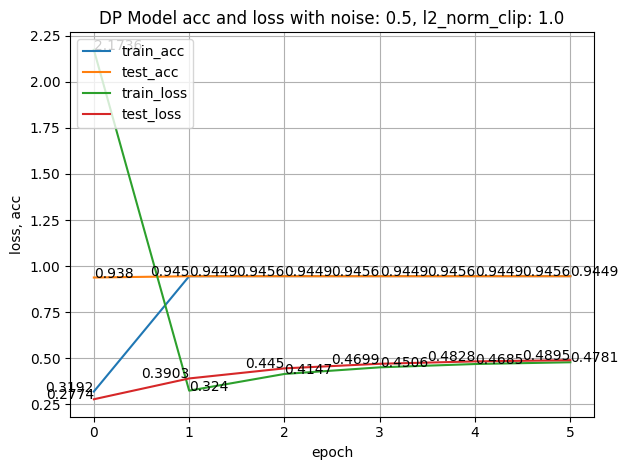 DP Model acc and loss with noise: 0.5, l2_norm_clip: 1.0
2.25
2.00
1.75
1.50
1.25
1.00
0.75
0.50
0.25
loss, acc
2.1736
train_acc
test_acc
train_loss
test_loss
0.938
0.945 0.9449 0.9456 0.9449 0.9456 0.9449 0.9456 0.9449 0.9456 0.9449
0.3192
0.2774
0.3903
0.324
0.445
0.4147
0.4699
0.4506
0.4828
0.4685
0.4895
0.4781
0 1 2 3 4 5
epoch